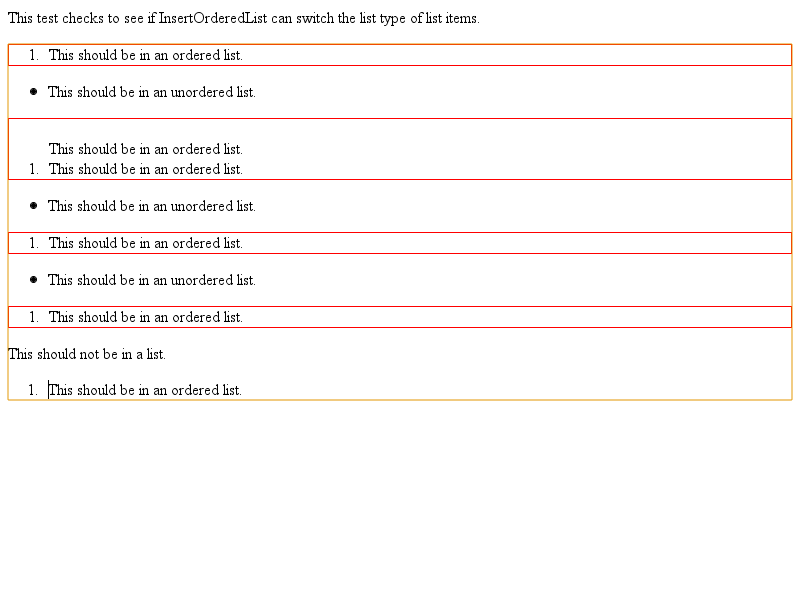 This test checks to see if InsertOrderedList can switch the list type of list items.
1. This should be in an ordered list.
• This should be in an unordered list.
This should be in an ordered list.
1. This should be in an ordered list.
• This should be in an unordered list.
1. This should be in an ordered list.
• This should be in an unordered list.
1. This should be in an ordered list.
This should not be in a list.
1. This should be in an ordered list.